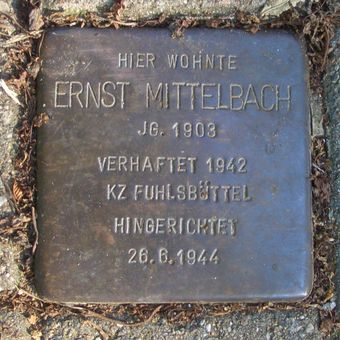 HIER WOHNTE
ERNST MITTELBACH
JG. 1903
VERHAFTET 1942
KZ FUHLSBÜTTEL
HINGERICHTET
26.6.1944